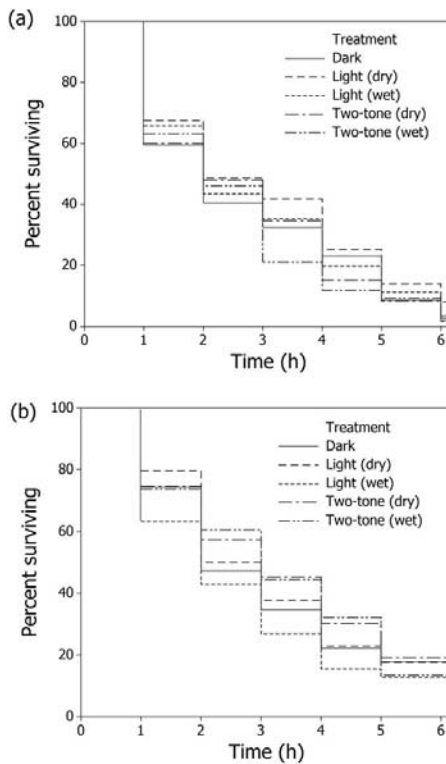 (a)
100
80
60
40
20
0
Percent surviving
Treatment
Dark
Light (dry)
Light (wet)
Two-tone (dry)
Two-tone (wet)
0 1 2 3 4 5 6
Time (h)
(b)
100
80
60
40
20
0
Percent surviving
Treatment
Dark
Light (dry)
Light (wet)
Two-tone (dry)
Two-tone (wet)
0 1 2 3 4 5 6
Time (h)